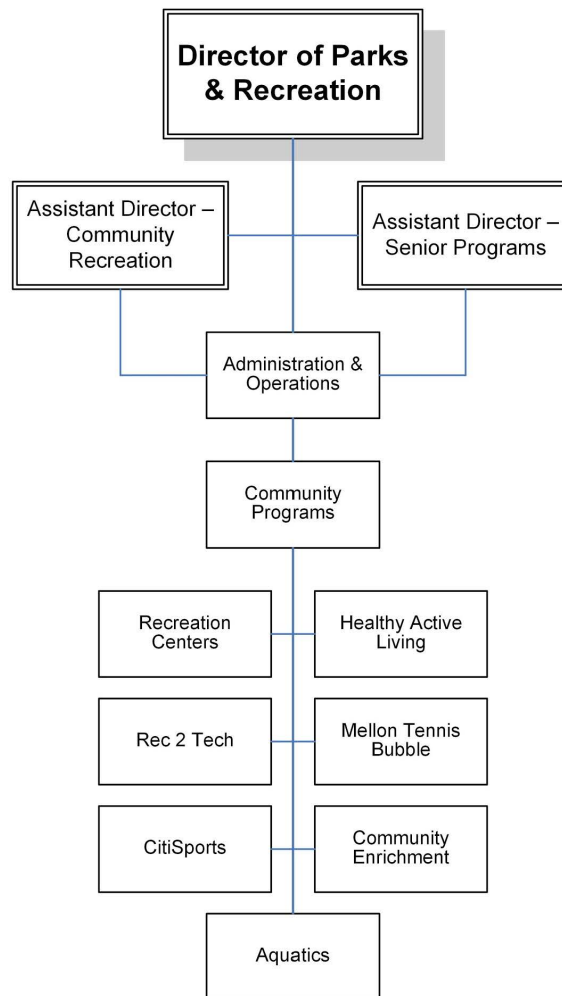 Director of Parks
& Recreation
Assistant Director –
Community
Recreation
Assistant Director –
Senior Programs
Administration &
Operations
Community
Programs
Recreation
Centers
Healthy Active
Living
Rec 2 Tech
Mellon Tennis
Bubble
CitiSports
Community
Enrichment
Aquatics